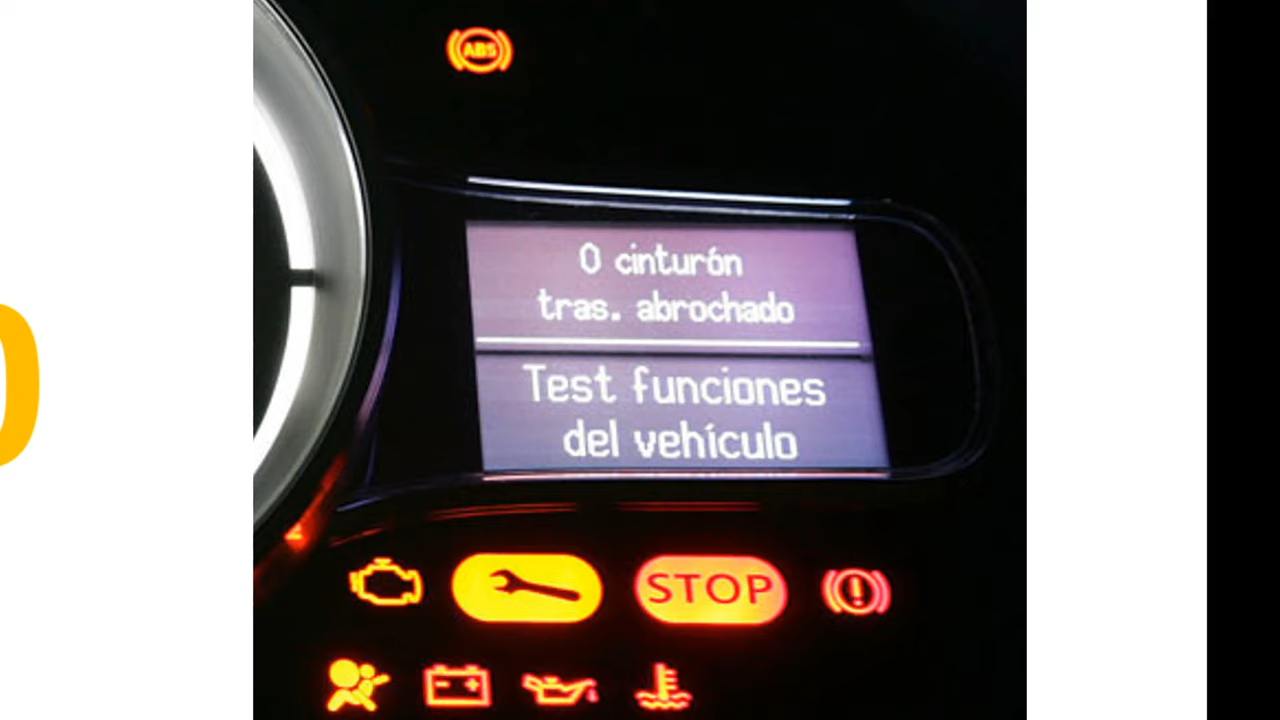 ABS
0 cinturón
tras. abrochado
Test funciones
del vehículo
STOP